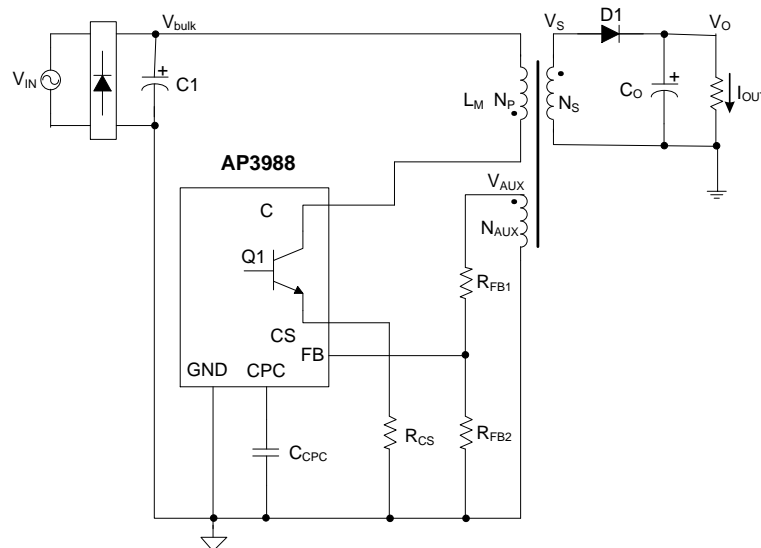 V_bulk
V_S
D1
V_O
V_IN
C1
L_M N_P
N_S
C_O
I_OUT
AP3988
V_AUX
C
N_AUX
Q1
R_FB1
CS
FB
GND CPC
R_CS
R_FB2
C_CPC